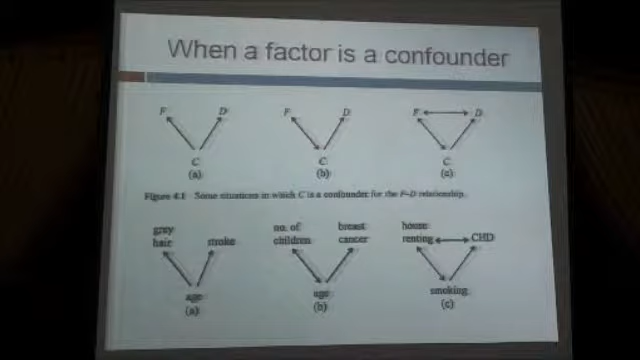 When a factor is a confounder
F D F D F D
C C C
(a) (b) (c)
Figure 4.1 Some situations in which C is a confounder for the F-D relationship.
gray hair stroke
no. of children breast cancer
house renting CHD
age age smoking
(a) (b) (c)